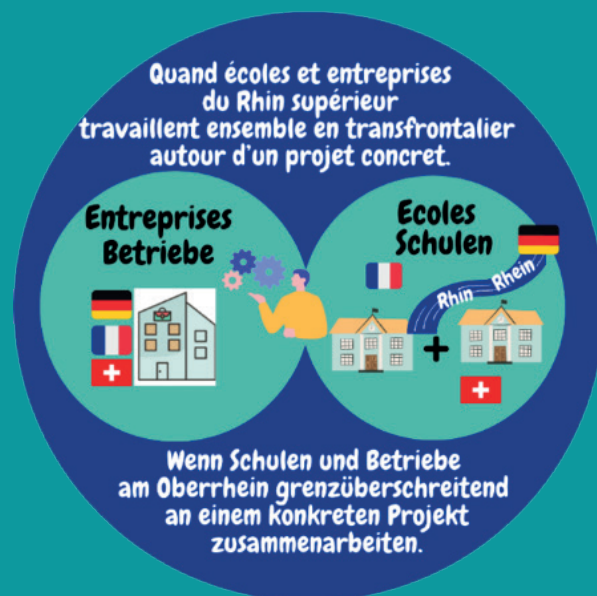 Quand écoles et entreprises
du Rhin supérieur
travaillent ensemble en transfrontalier
autour d'un projet concret.
Entreprises
Betriebe
Ecoles
Schulen
Rhin
Rhein
+
Wenn Schulen und Betriebe
am Oberrhein grenzüberschreitend
an einem konkreten Projekt
zusammenarbeiten.